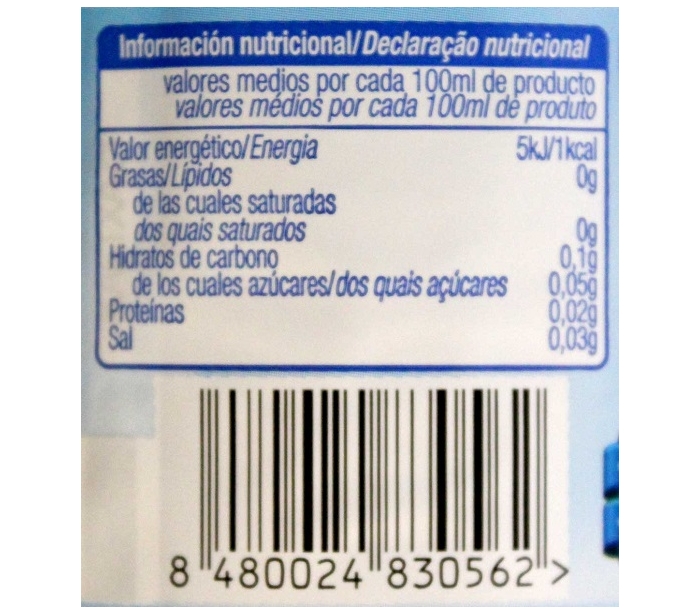 Información nutricional/Declaração nutricional
valores medios por cada 100ml de producto
valores médios por cada 100ml de produto
Valor energético/Energia 5kJ/1kcal
Grasas/Lípidos 0g
de las cuales saturadas
dos quais saturados 0g
Hidratos de carbono 0,1g
de los cuales azúcares/dos quais açúcares 0,05g
Proteínas 0,02g
Sal 0,03g
8 480024 830562 >